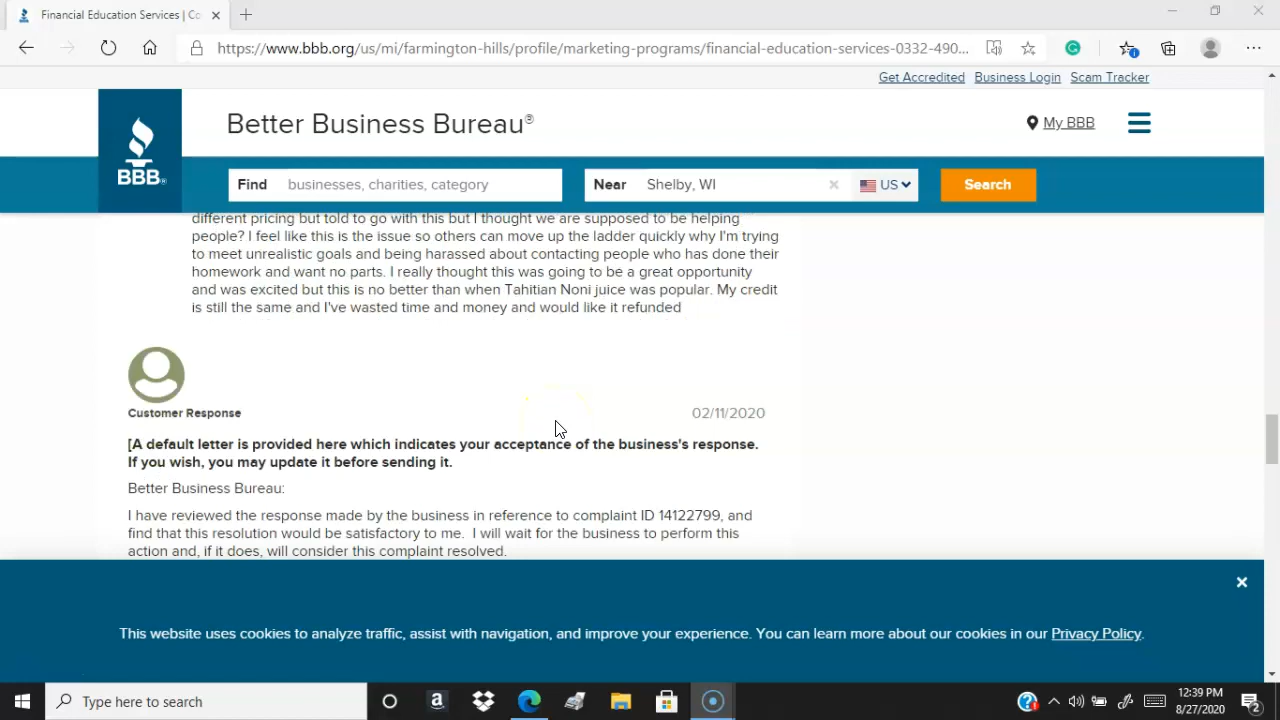 Financial Education Services | Co
https://www.bbb.org/us/mi/farmington-hills/profile/marketing-programs/financial-education-services-0332-490...
Get Accredited Business Login Scam Tracker
Better Business Bureau®
My BBB
BBB®
Find businesses, charities, category Near Shelby, WI US Search
different pricing but told to go with this but I thought we are supposed to be helping
people? I feel like this is the issue so others can move up the ladder quickly why I'm trying
to meet unrealistic goals and being harassed about contacting people who has done their
homework and want no parts. I really thought this was going to be a great opportunity
and was excited but this is no better than when Tahitian Noni juice was popular. My credit
is still the same and I've wasted time and money and would like it refunded
Customer Response 02/11/2020
[A default letter is provided here which indicates your acceptance of the business's response.
If you wish, you may update it before sending it.
Better Business Bureau:
I have reviewed the response made by the business in reference to complaint ID 14122799, and
find that this resolution would be satisfactory to me. I will wait for the business to perform this
action and, if it does, will consider this complaint resolved.
This website uses cookies to analyze traffic, assist with navigation, and improve your experience. You can learn more about our cookies in our Privacy Policy.
Type here to search
12:39 PM
8/27/2020
2